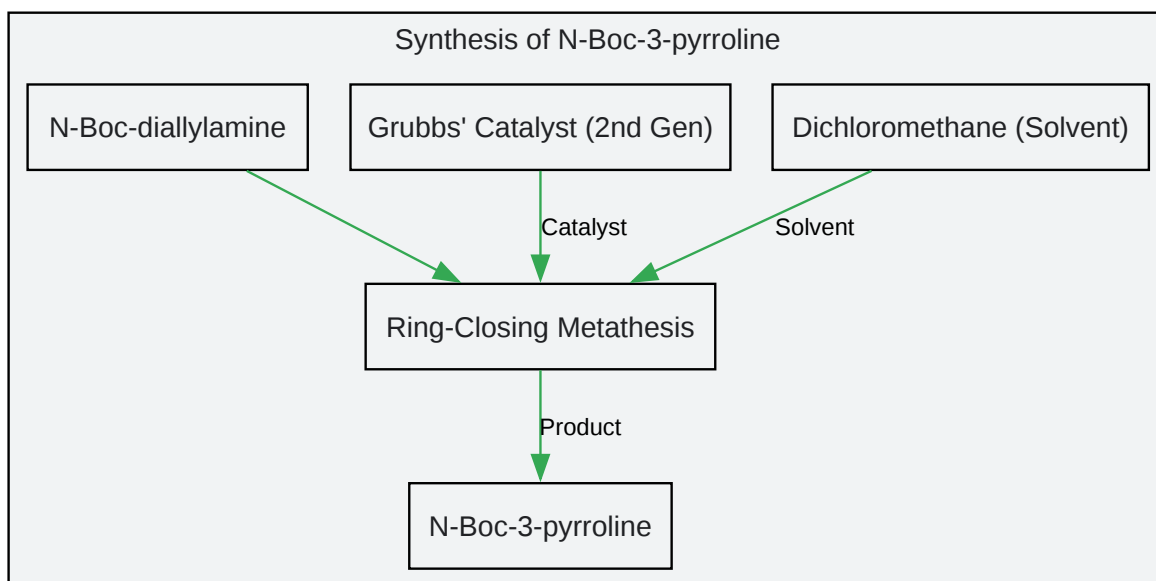 Synthesis of N-Boc-3-pyrroline
N-Boc-diallylamine
Grubbs' Catalyst (2nd Gen)
Dichloromethane (Solvent)
Catalyst
Solvent
Ring-Closing Metathesis
Product
N-Boc-3-pyrroline